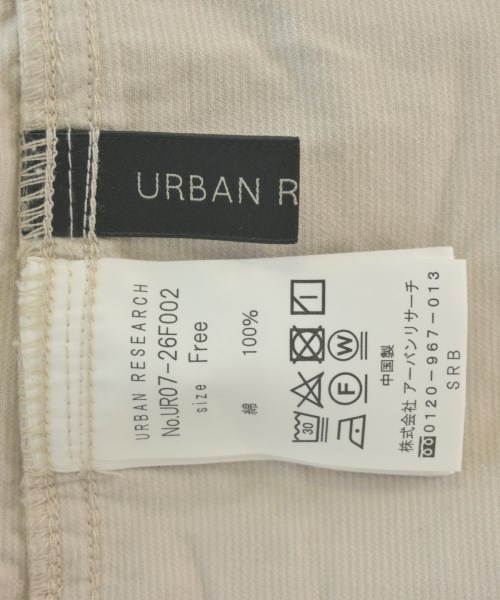 URBAN R
URBAN RESEARCH
No.UR07-26F002
size Free
綿 100%
30
F W
中国製
株式会社 アーバンリサーチ
0120-967-013
SRB